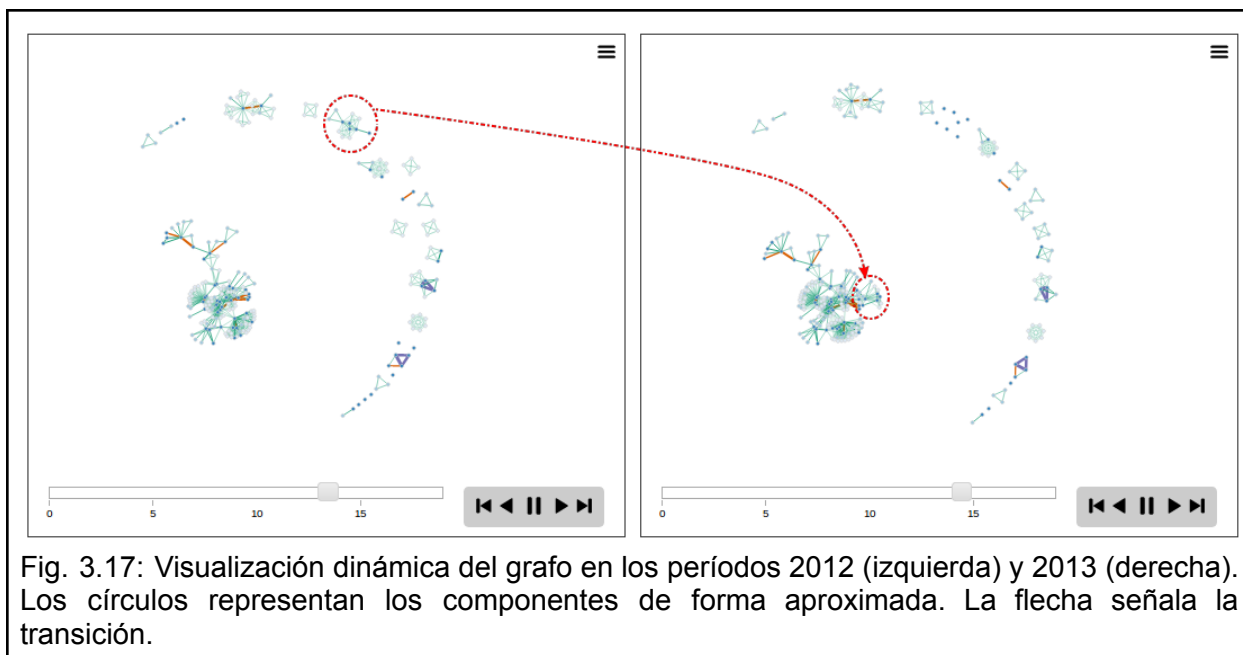 0 5 10 15
0 5 10 15
Fig. 3.17: Visualización dinámica del grafo en los períodos 2012 (izquierda) y 2013 (derecha).
Los círculos representan los componentes de forma aproximada. La flecha señala la
transición.